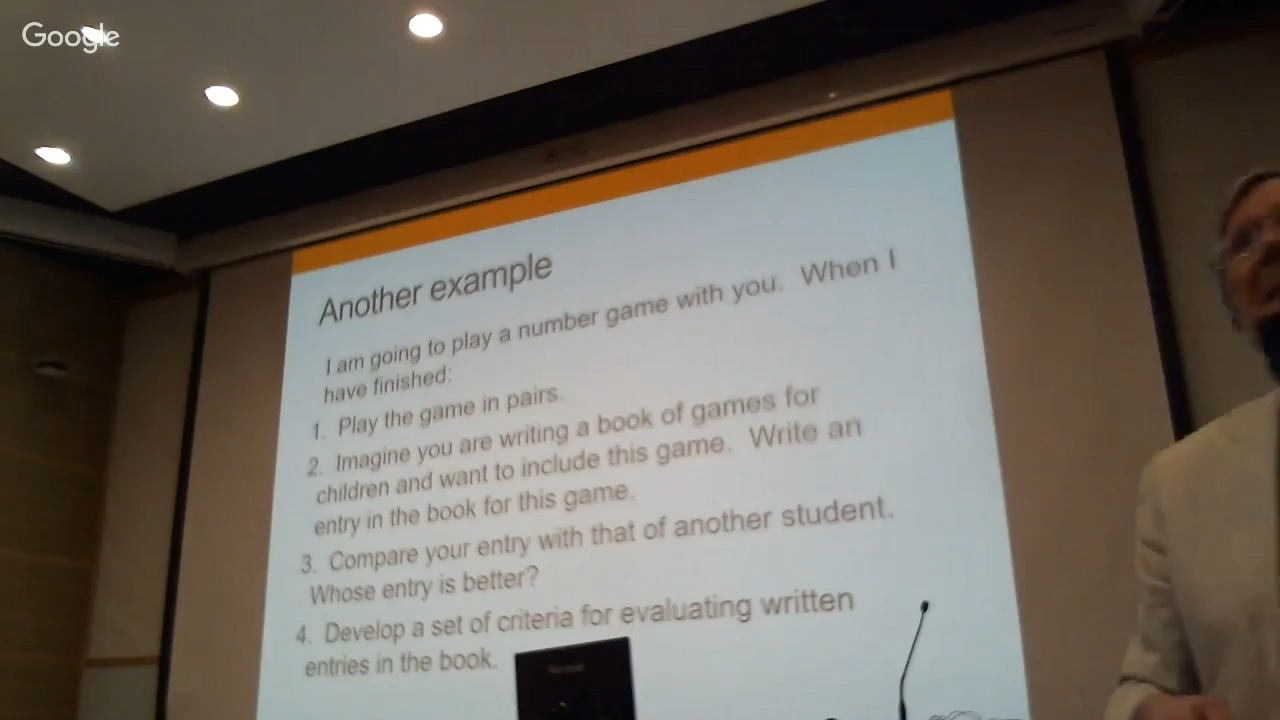 Google
Another example
I am going to play a number game with you. When I
have finished:
1. Play the game in pairs.
2. Imagine you are writing a book of games for
children and want to include this game. Write an
entry in the book for this game.
3. Compare your entry with that of another student.
Whose entry is better?
4. Develop a set of criteria for evaluating written
entries in the book.